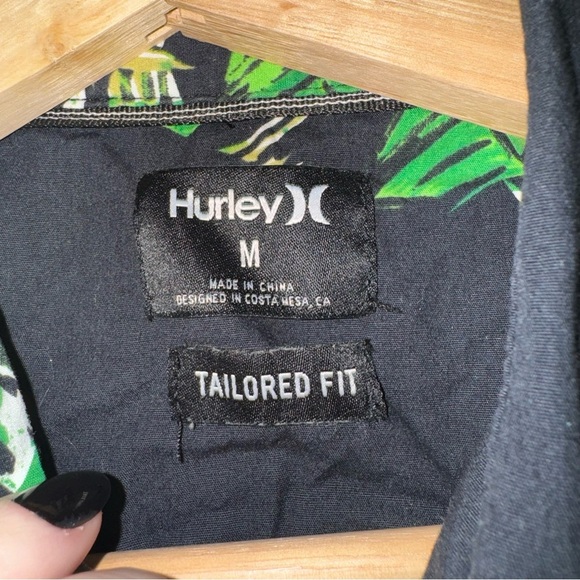 Hurley
M
MADE IN CHINA
DESIGNED IN COSTA MESA, CA
TAILORED FIT